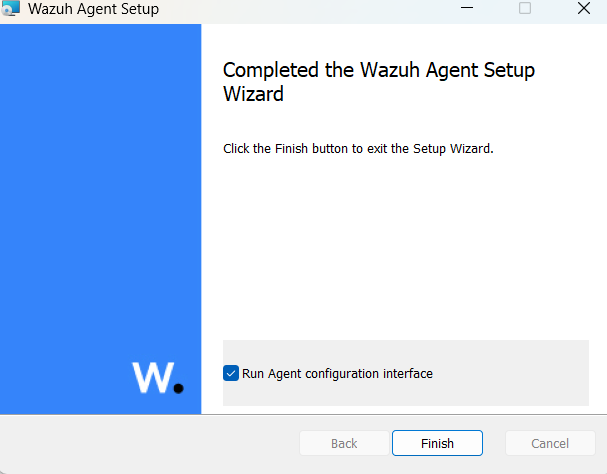 Wazuh Agent Setup
Completed the Wazuh Agent Setup
Wizard
Click the Finish button to exit the Setup Wizard.
W.
Run Agent configuration interface
Back
Finish
Cancel